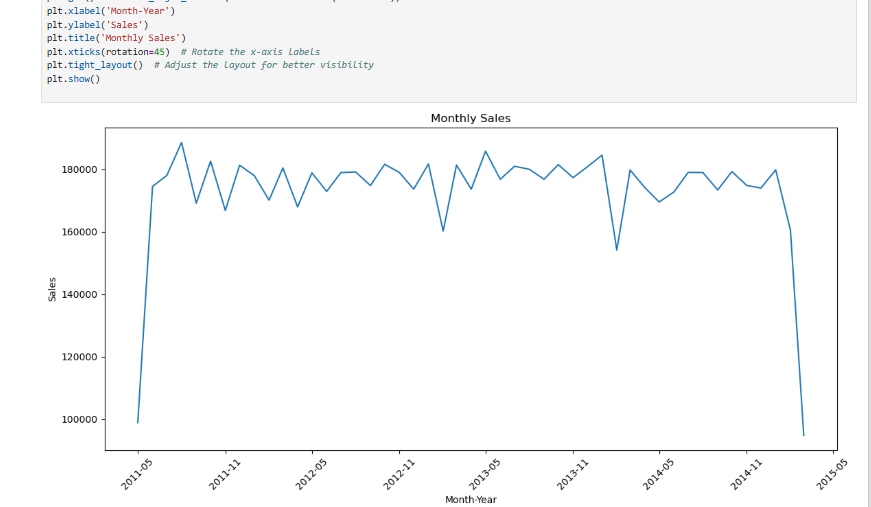 plt.xlabel('Month-Year')
plt.ylabel('Sales')
plt.title('Monthly Sales')
plt.xticks(rotation=45)  # Rotate the x-axis labels
plt.tight_layout()  # Adjust the layout for better visibility
plt.show()
Monthly Sales
180000
160000
140000
120000
100000
Sales
2011-05
2011-11
2012-05
2012-11
2013-05
2013-11
2014-05
2014-11
2015-05
Month-Year